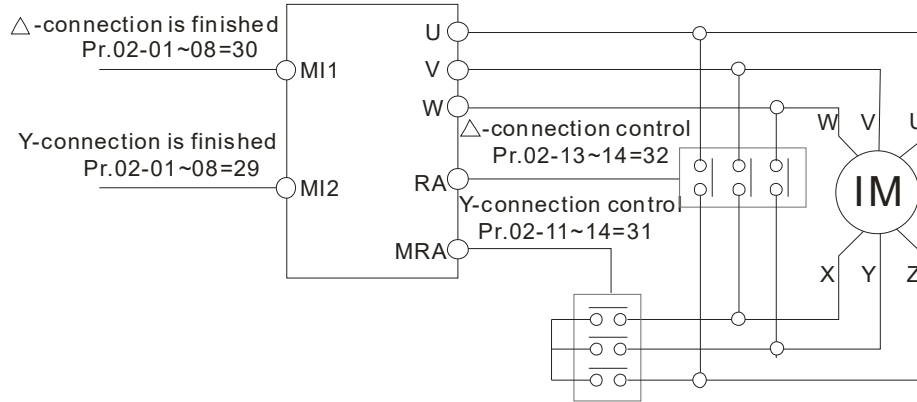 △-connection is finished
Pr.02-01~08=30
MI1
Y-connection is finished
Pr.02-01~08=29
MI2
U
V
W
△-connection control
Pr.02-13~14=32
RA
Y-connection control
Pr.02-11~14=31
MRA
W V U
IM
X Y Z